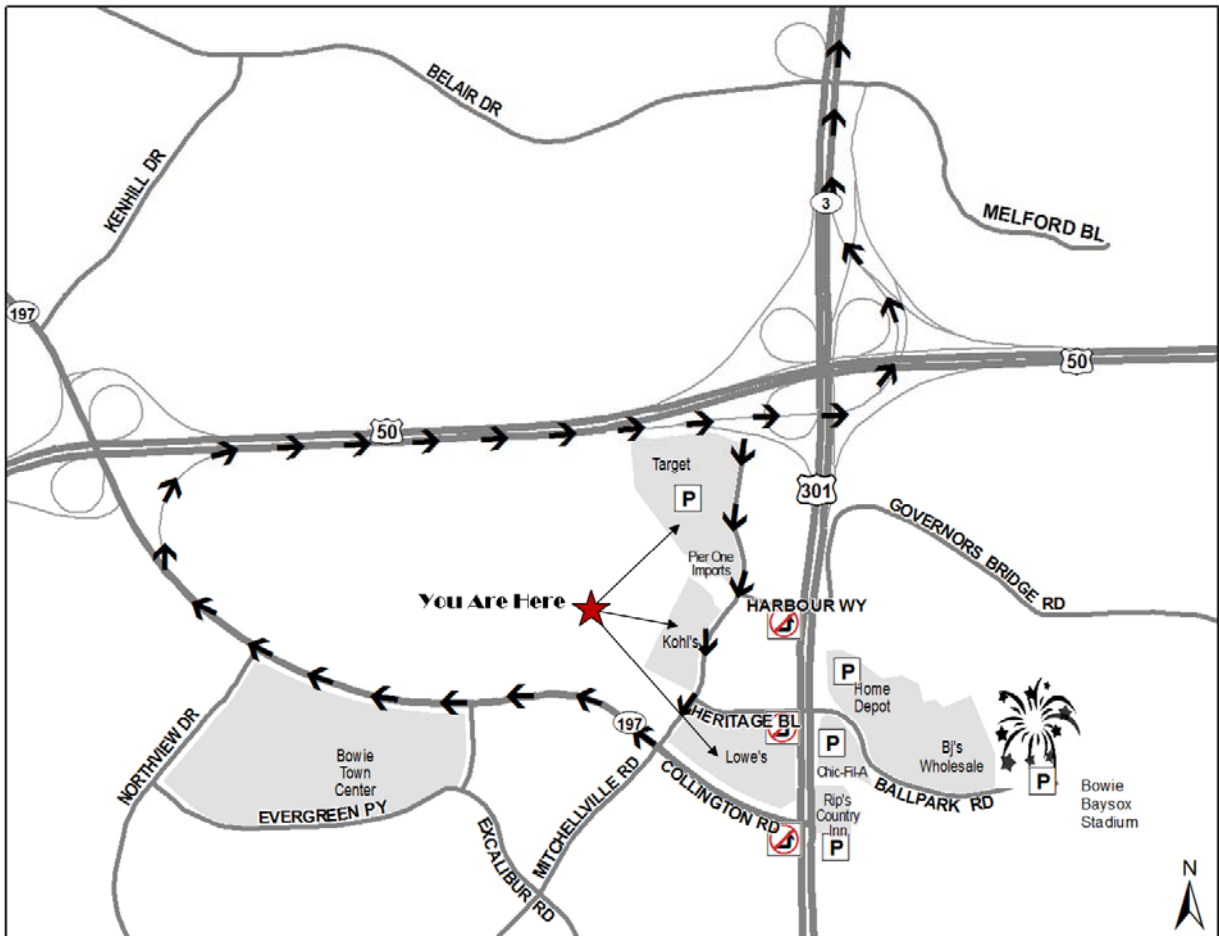 BELAIR DR
KENHILL DR
3
MELFORD BL
197
50
50
Target
P
301
GOVERNORS BRIDGE RD
Pier One
Imports
You Are Here
HARBOUR WY
Kohl's
P
Home
Depot
NORTHVIEW DR
197
HERITAGE BL
Lowe's
P
Chic-Fil-A
Bj's
Wholesale
Bowie
Town
Center
MITCHELLVILLE RD
COLLINGTON RD
BALLPARK RD
P
Bowie
Baysox
Stadium
EVERGREEN PY
EXCALIBUR RD
Rip's
Country
Inn
P
N